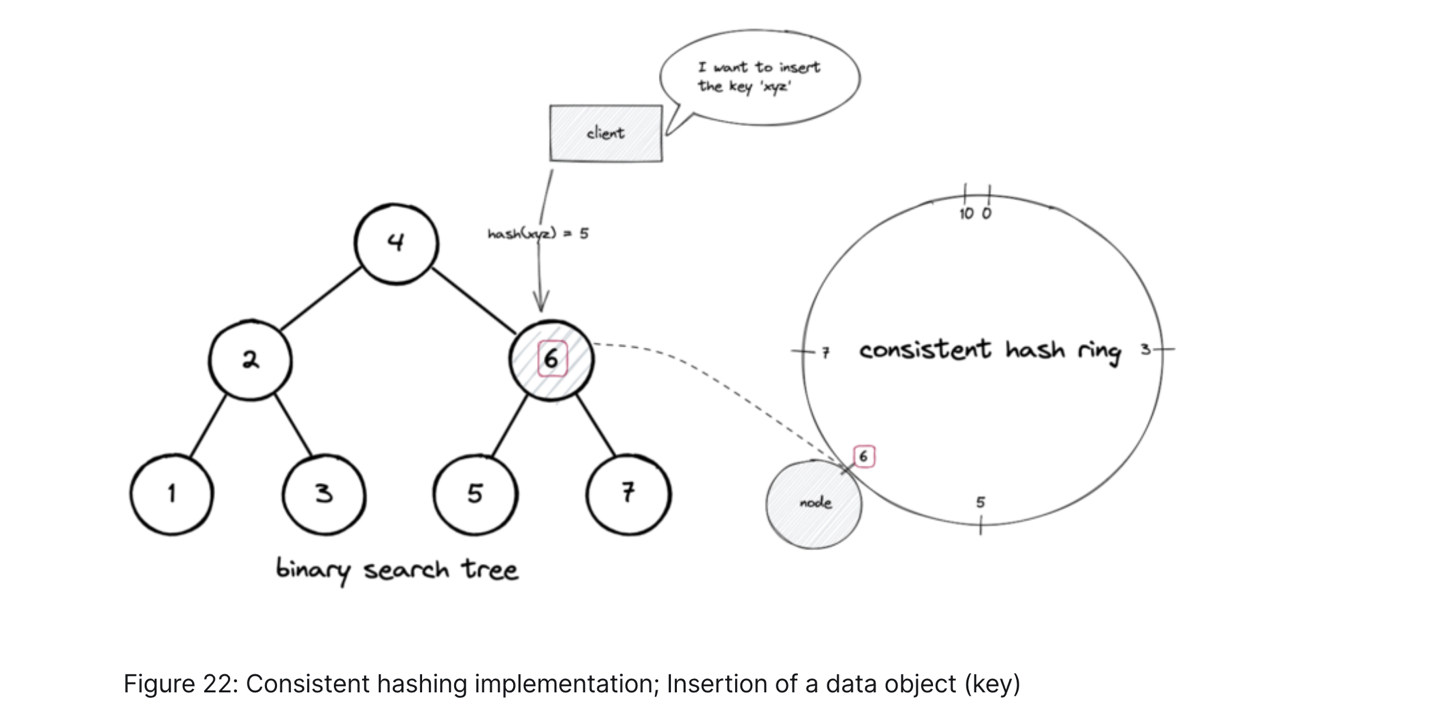 I want to insert
the key 'xyz'
client
hash(xyz) = 5
4
2
6
1
3
5
7
binary search tree
10 0
7
consistent hash ring
3
6
node
5
Figure 22: Consistent hashing implementation; Insertion of a data object (key)